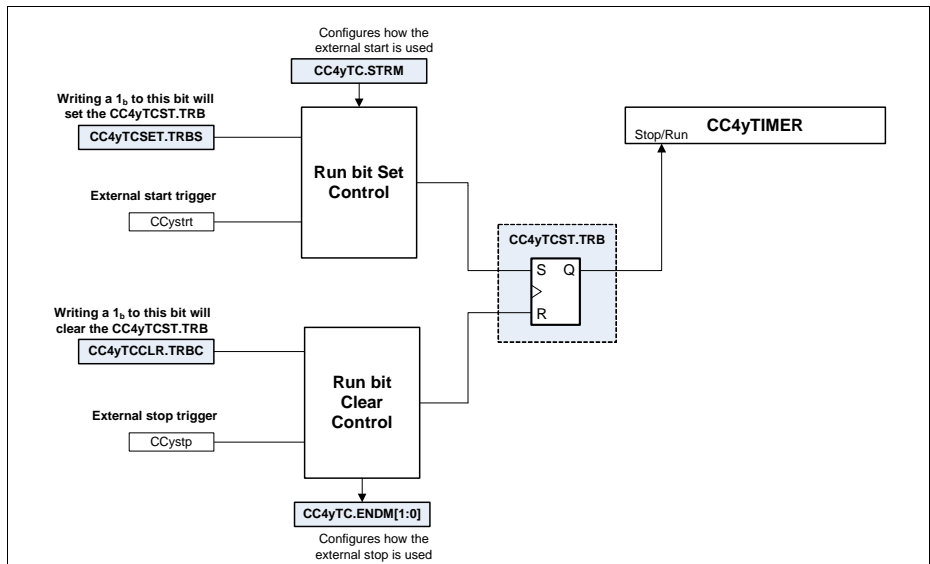 Configures how the
external start is used
CC4yTC.STRM
Writing a 1b to this bit will
set the CC4yTCST.TRB
CC4yTCSET.TRBS
Run bit Set
Control
External start trigger
CCystrt
CC4yTIMER
Stop/Run
CC4yTCST.TRB
S Q
R
Writing a 1b to this bit will
clear the CC4yTCST.TRB
CC4yTCCLR.TRBC
Run bit
Clear
Control
External stop trigger
CCystp
CC4yTC.ENDM[1:0]
Configures how the
external stop is used